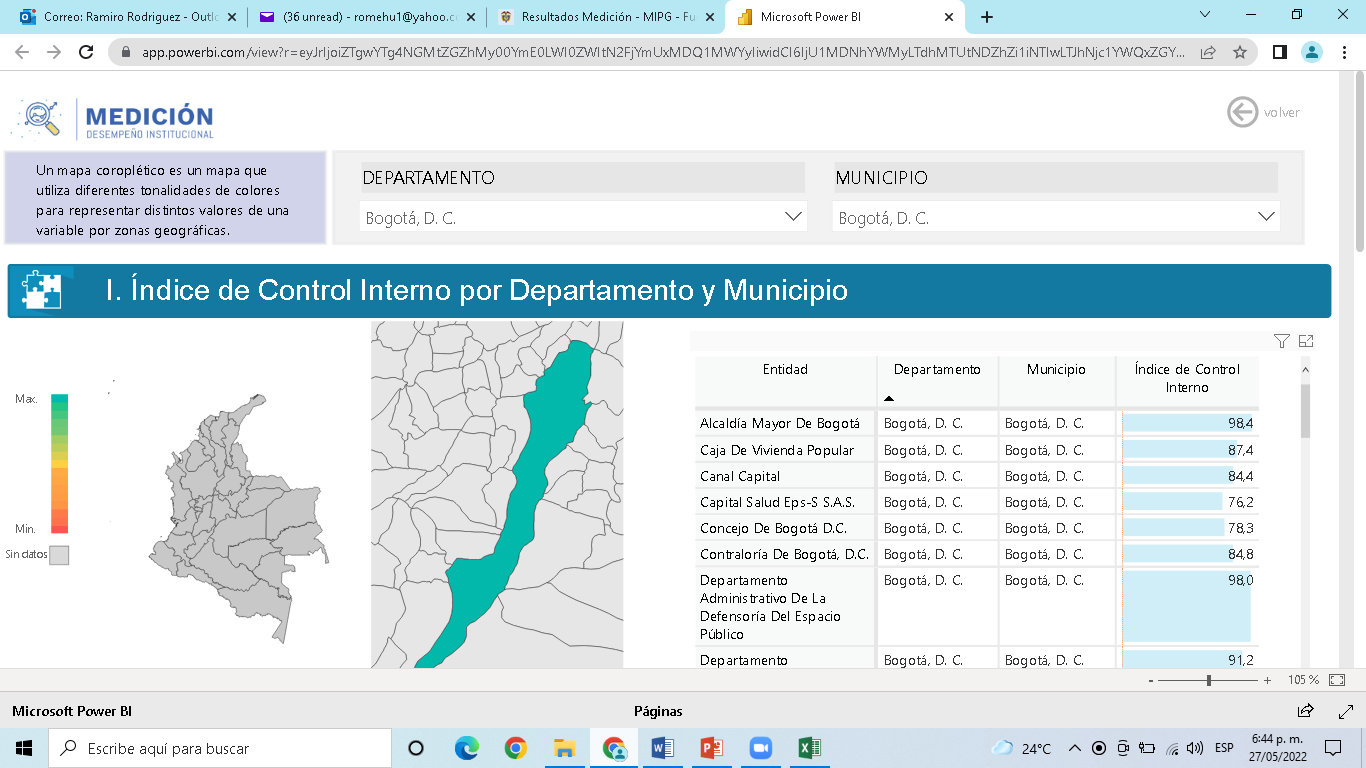 Correo: Ramiro Rodriguez - Outlo
(36 unread) - romehu1@yahoo.c
Resultados Medición - MIPG - Fu
Microsoft Power BI
MEDICIÓN
DESEMPEÑO INSTITUCIONAL
volver
Un mapa coroplético es un mapa que
utiliza diferentes tonalidades de colores
para representar distintos valores de una
variable por zonas geográficas.
DEPARTAMENTO
MUNICIPIO
Bogotá, D. C.
Bogotá, D. C.
I. Índice de Control Interno por Departamento y Municipio
Max.
Min.
Sin datos
Entidad Departamento Municipio Índice de Control
Interno
Alcaldía Mayor De Bogotá Bogotá, D. C. Bogotá, D. C. 98,4
Caja De Vivienda Popular Bogotá, D. C. Bogotá, D. C. 87,4
Canal Capital Bogotá, D. C. Bogotá, D. C. 84,4
Capital Salud Eps-S S.A.S. Bogotá, D. C. Bogotá, D. C. 76,2
Concejo De Bogotá D.C. Bogotá, D. C. Bogotá, D. C. 78,3
Contraloría De Bogotá, D.C. Bogotá, D. C. Bogotá, D. C. 84,8
Departamento Bogotá, D. C. Bogotá, D. C. 98,0
Administrativo De La
Defensoría Del Espacio
Público
Departamento Bogotá, D. C. Bogotá, D. C. 91,2
- + 105 %
Microsoft Power BI
Páginas
Escribe aquí para buscar
24°C
ESP
6:44 p. m.
27/05/2022